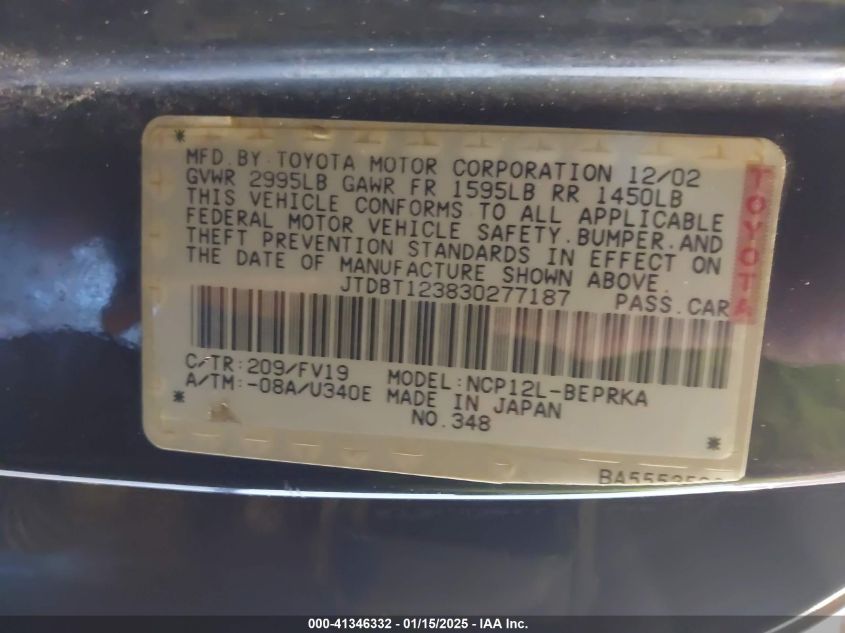 MFD. BY TOYOTA MOTOR CORPORATION 12/02
GVWR 2995LB GAWR FR 1595LB RR 1450LB
THIS VEHICLE CONFORMS TO ALL APPLICABLE
FEDERAL MOTOR VEHICLE SAFETY. BUMPER. AND
THEFT PREVENTION STANDARDS IN EFFECT ON
THE DATE OF MANUFACTURE SHOWN ABOVE.
JTDBT123830277187 PASS. CAR
TOYOTA
C/TR: 209/FV19 MODEL: NCP12L-BEPRKA
A/TM: -08A/U340E MADE IN JAPAN
NO. 348
000-41346332 - 01/15/2025 - IAA Inc.